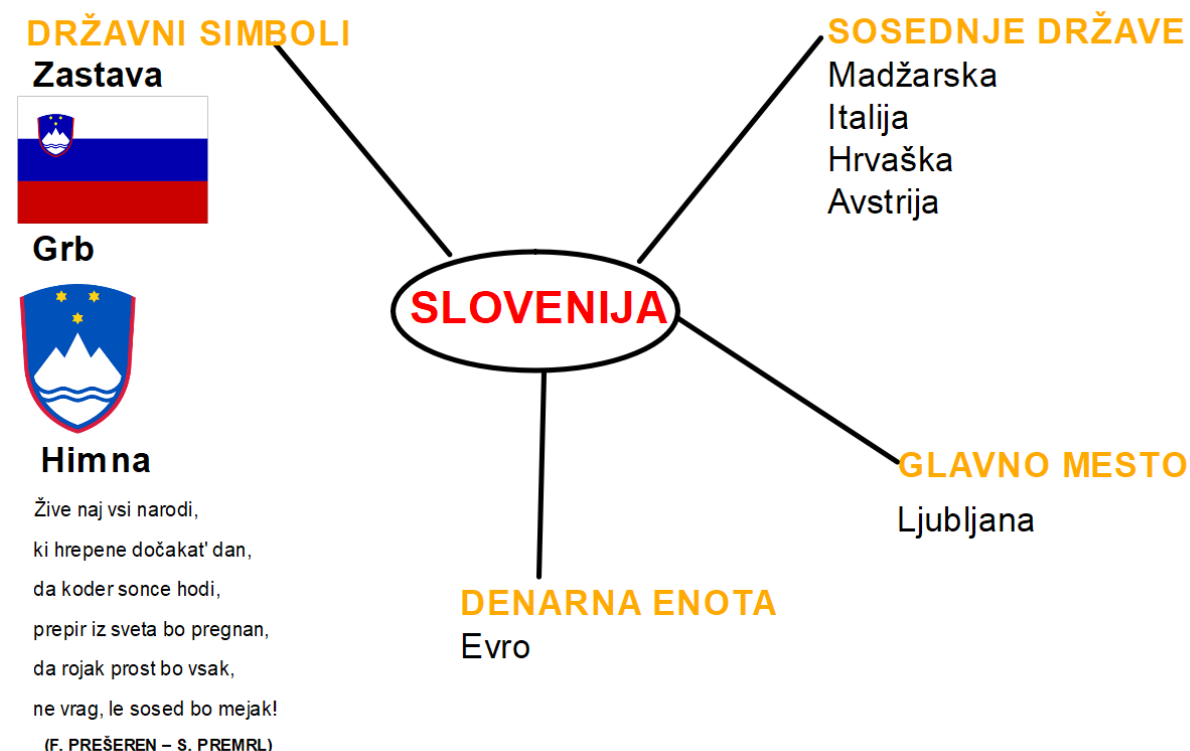 DRŽAVNI SIMBOLI
Zastava
Grb
Himna
Žive naj vsi narodi,
ki hrepene dočakat' dan,
da koder sonce hodi,
prepir iz sveta bo pregnan,
da rojak prost bo vsak,
ne vrag, le sosed bo mejak!
(F. PREŠEREN – S. PREMRL)
SLOVENIJA
SOSEDNJE DRŽAVE
Madžarska
Italija
Hrvaška
Avstrija
GLAVNO MESTO
Ljubljana
DENARNA ENOTA
Evro